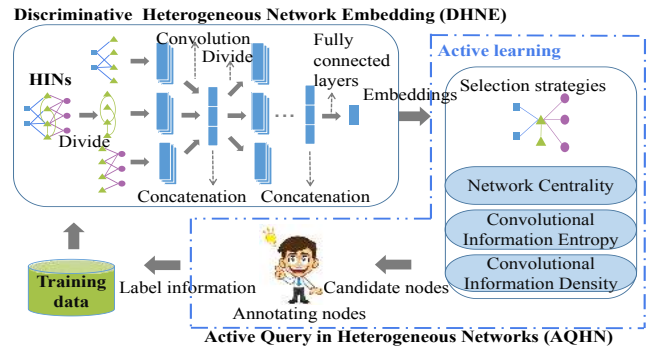 Discriminative Heterogeneous Network Embedding (DHNE)
Convolution
Divide
Fully
connected
layers
HINs
Divide
Embeddings
Concatenation
Concatenation
Active learning
Selection strategies
Network Centrality
Convolutional
Information Entropy
Convolutional
Information Density
Training
data
Label information
Annotating nodes
Candidate nodes
Active Query in Heterogeneous Networks (AQHN)